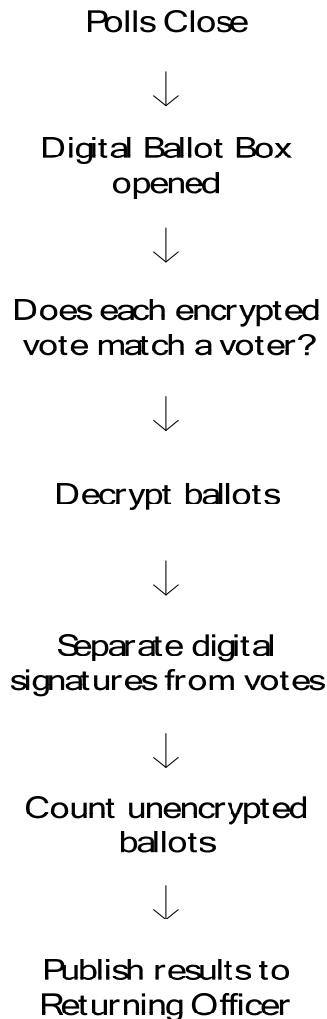 Polls Close
Digital Ballot Box
opened
Does each encrypted
vote match a voter?
Decrypt ballots
Separate digital
signatures from votes
Count unencrypted
ballots
Publish results to
Returning Officer